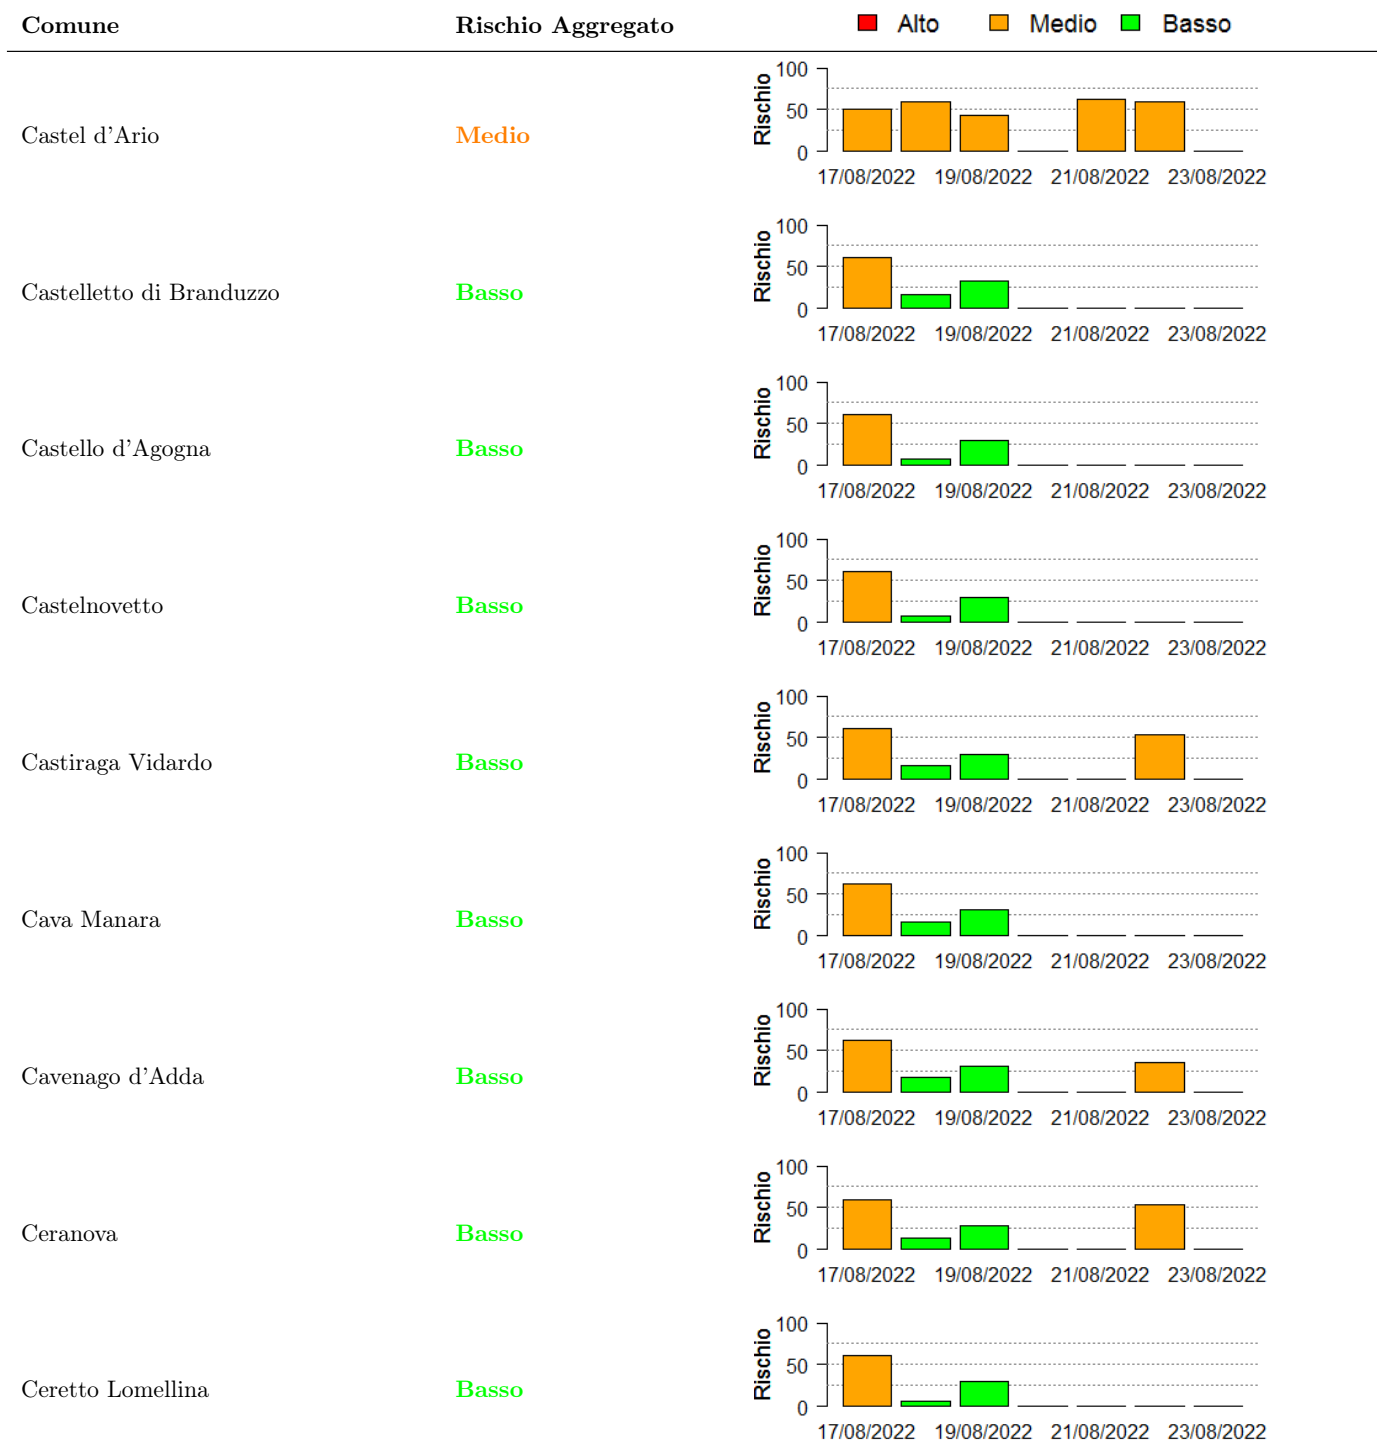 Comune Rischio Aggregato Alto Medio Basso
Castel d'Ario Medio
Rischio
100
50
0
17/08/2022 19/08/2022 21/08/2022 23/08/2022
Castelletto di Branduzzo Basso
Rischio
100
50
0
17/08/2022 19/08/2022 21/08/2022 23/08/2022
Castello d'Agogna Basso
Rischio
100
50
0
17/08/2022 19/08/2022 21/08/2022 23/08/2022
Castelnovetto Basso
Rischio
100
50
0
17/08/2022 19/08/2022 21/08/2022 23/08/2022
Castiraga Vidardo Basso
Rischio
100
50
0
17/08/2022 19/08/2022 21/08/2022 23/08/2022
Cava Manara Basso
Rischio
100
50
0
17/08/2022 19/08/2022 21/08/2022 23/08/2022
Cavenago d'Adda Basso
Rischio
100
50
0
17/08/2022 19/08/2022 21/08/2022 23/08/2022
Ceranova Basso
Rischio
100
50
0
17/08/2022 19/08/2022 21/08/2022 23/08/2022
Ceretto Lomellina Basso
Rischio
100
50
0
17/08/2022 19/08/2022 21/08/2022 23/08/2022